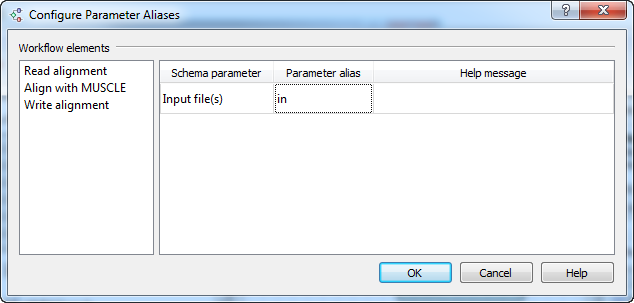 Configure Parameter Aliases
Workflow elements
Read alignment
Align with MUSCLE
Write alignment
Schema parameter Parameter alias Help message
Input file(s) in
OK Cancel Help